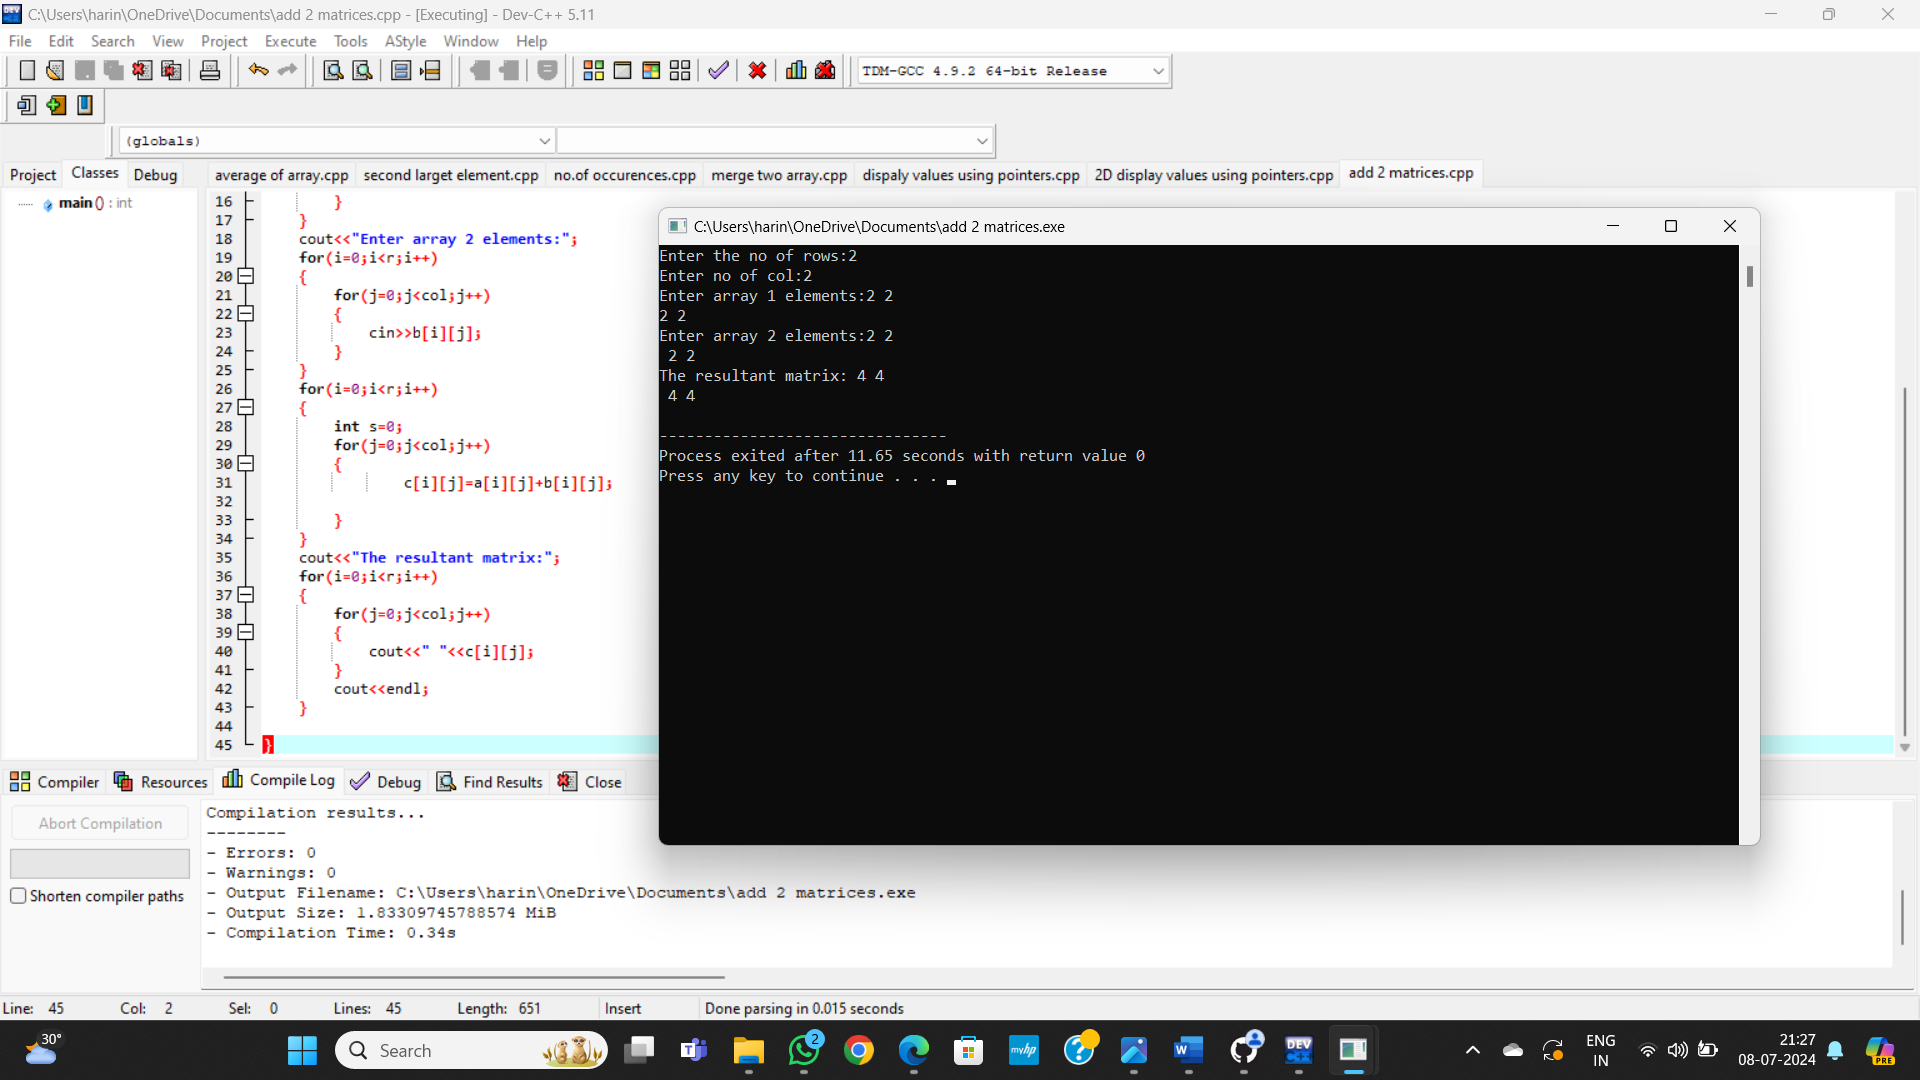 C:\Users\harin\OneDrive\Documents\add 2 matrices.cpp - [Executing] - Dev-C++ 5.11
File Edit Search View Project Execute Tools AStyle Window Help
TDM-GCC 4.9.2 64-bit Release
(globals)
Project Classes Debug
average of array.cpp second larget element.cpp no.of occurences.cpp merge two array.cpp dispaly values using pointers.cpp 2D display values using pointers.cpp add 2 matrices.cpp
main () : int
16 }
17 }
18 cout<<"Enter array 2 elements:";
19 for(i=0;i<r;i++)
20 {
21 for(j=0;j<col;j++)
22 {
23 cin>>b[i][j];
24 }
25 }
26 for(i=0;i<r;i++)
27 {
28 int s=0;
29 for(j=0;j<col;j++)
30 {
31 c[i][j]=a[i][j]+b[i][j];
32
33 }
34 }
35 cout<<"The resultant matrix:";
36 for(i=0;i<r;i++)
37 {
38 for(j=0;j<col;j++)
39 {
40 cout<<" "<<c[i][j];
41 }
42 cout<<endl;
43 }
44
45 }
C:\Users\harin\OneDrive\Documents\add 2 matrices.exe
Enter the no of rows:2
Enter no of col:2
Enter array 1 elements:2 2
2 2
Enter array 2 elements:2 2
2 2
The resultant matrix: 4 4
4 4
--------------------------------
Process exited after 11.65 seconds with return value 0
Press any key to continue . . .
Compiler Resources Compile Log Debug Find Results Close
Abort Compilation
Shorten compiler paths
Compilation results...
--------
- Errors: 0
- Warnings: 0
- Output Filename: C:\Users\harin\OneDrive\Documents\add 2 matrices.exe
- Output Size: 1.83309745788574 MiB
- Compilation Time: 0.34s
Line: 45 Col: 2 Sel: 0 Lines: 45 Length: 651 Insert Done parsing in 0.015 seconds
30°
Search
2
myhp
DEV
ENG
IN
21:27
08-07-2024
PRE